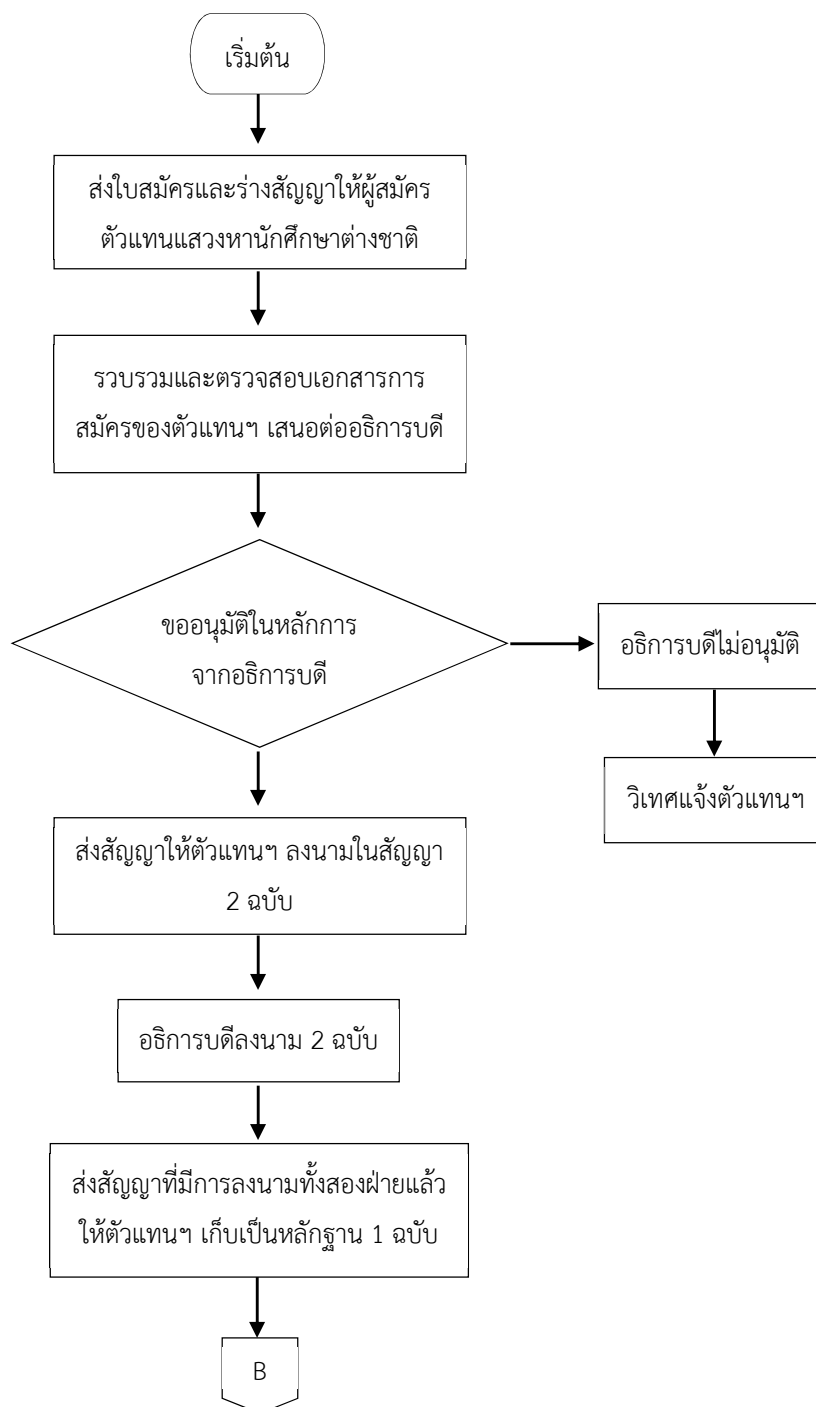 เริ่มต้น
ส่งใบสมัครและร่างสัญญาให้ผู้สมัคร
ตัวแทนแสวงหานักศึกษาต่างชาติ
รวบรวมและตรวจสอบเอกสารการ
สมัครของตัวแทนฯ เสนอต่ออธิการบดี
ขออนุมัติในหลักการ
จากอธิการบดี
อธิการบดีไม่อนุมัติ
วิเทศแจ้งตัวแทนฯ
ส่งสัญญาให้ตัวแทนฯ ลงนามในสัญญา
2 ฉบับ
อธิการบดีลงนาม 2 ฉบับ
ส่งสัญญาที่มีการลงนามทั้งสองฝ่ายแล้ว
ให้ตัวแทนฯ เก็บเป็นหลักฐาน 1 ฉบับ
B